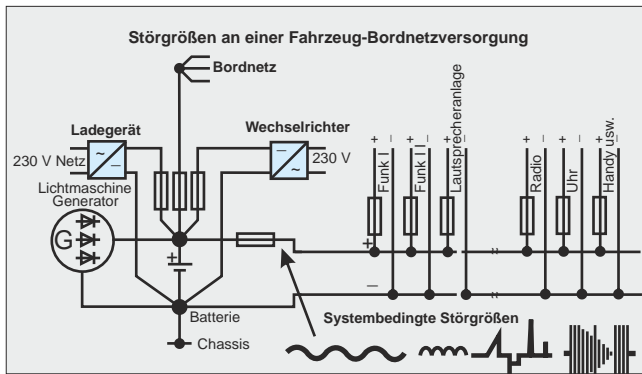 Störgrößen an einer Fahrzeug-Bordnetzversorgung
Bordnetz
Ladegerät
Wechselrichter
~
–
–
~
230 V Netz
230 V
Lichtmaschine
Generator
G
+ –
Funk I
+ –
Funk II
+ –
Lautsprecheranlage
+ –
Radio
+ –
Uhr
+ –
Handy usw.
+
+
–
Batterie
Chassis
Systembedingte Störgrößen